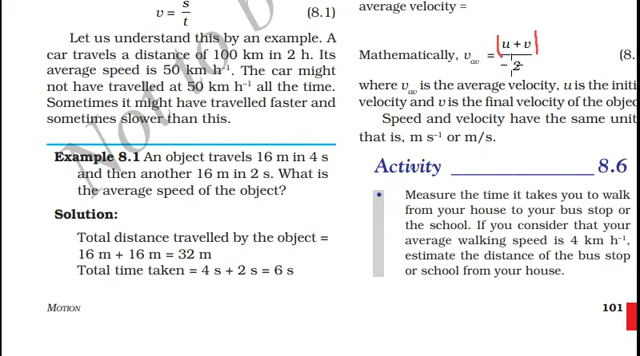 v = s/t (8.1)
Let us understand this by an example. A
car travels a distance of 100 km in 2 h. Its
average speed is 50 km h⁻¹. The car might
not have travelled at 50 km h⁻¹ all the time.
Sometimes it might have travelled faster and
sometimes slower than this.
Example 8.1 An object travels 16 m in 4 s
and then another 16 m in 2 s. What is
the average speed of the object?
Solution:
Total distance travelled by the object =
16 m + 16 m = 32 m
Total time taken = 4 s + 2 s = 6 s
MOTION
average velocity =
Mathematically, v_av = (u + v)/2 (8.
where v_av is the average velocity, u is the initi
velocity and v is the final velocity of the objec
Speed and velocity have the same unit
that is, m s⁻¹ or m/s.
Activity 8.6
• Measure the time it takes you to walk
from your house to your bus stop or
the school. If you consider that your
average walking speed is 4 km h⁻¹,
estimate the distance of the bus stop
or school from your house.
101
Not to b